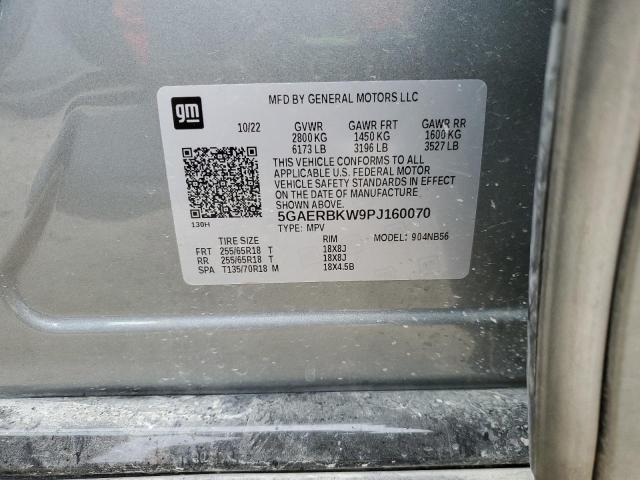 gm
MFD BY GENERAL MOTORS LLC
10/22 GVWR GAWR FRT GAWR RR
2800 KG 1450 KG 1600 KG
6173 LB 3196 LB 3527 LB
THIS VEHICLE CONFORMS TO ALL
APPLICABLE U.S. FEDERAL MOTOR
VEHICLE SAFETY STANDARDS IN EFFECT
ON THE DATE OF MANUFACTURE
SHOWN ABOVE.
130H
5GAERBKW9PJ160070
TYPE: MPV MODEL: 904NB56
TIRE SIZE RIM
FRT 255/65R18 T 18X8J
RR 255/65R18 T 18X8J
SPA T135/70R18 M 18X4.5B